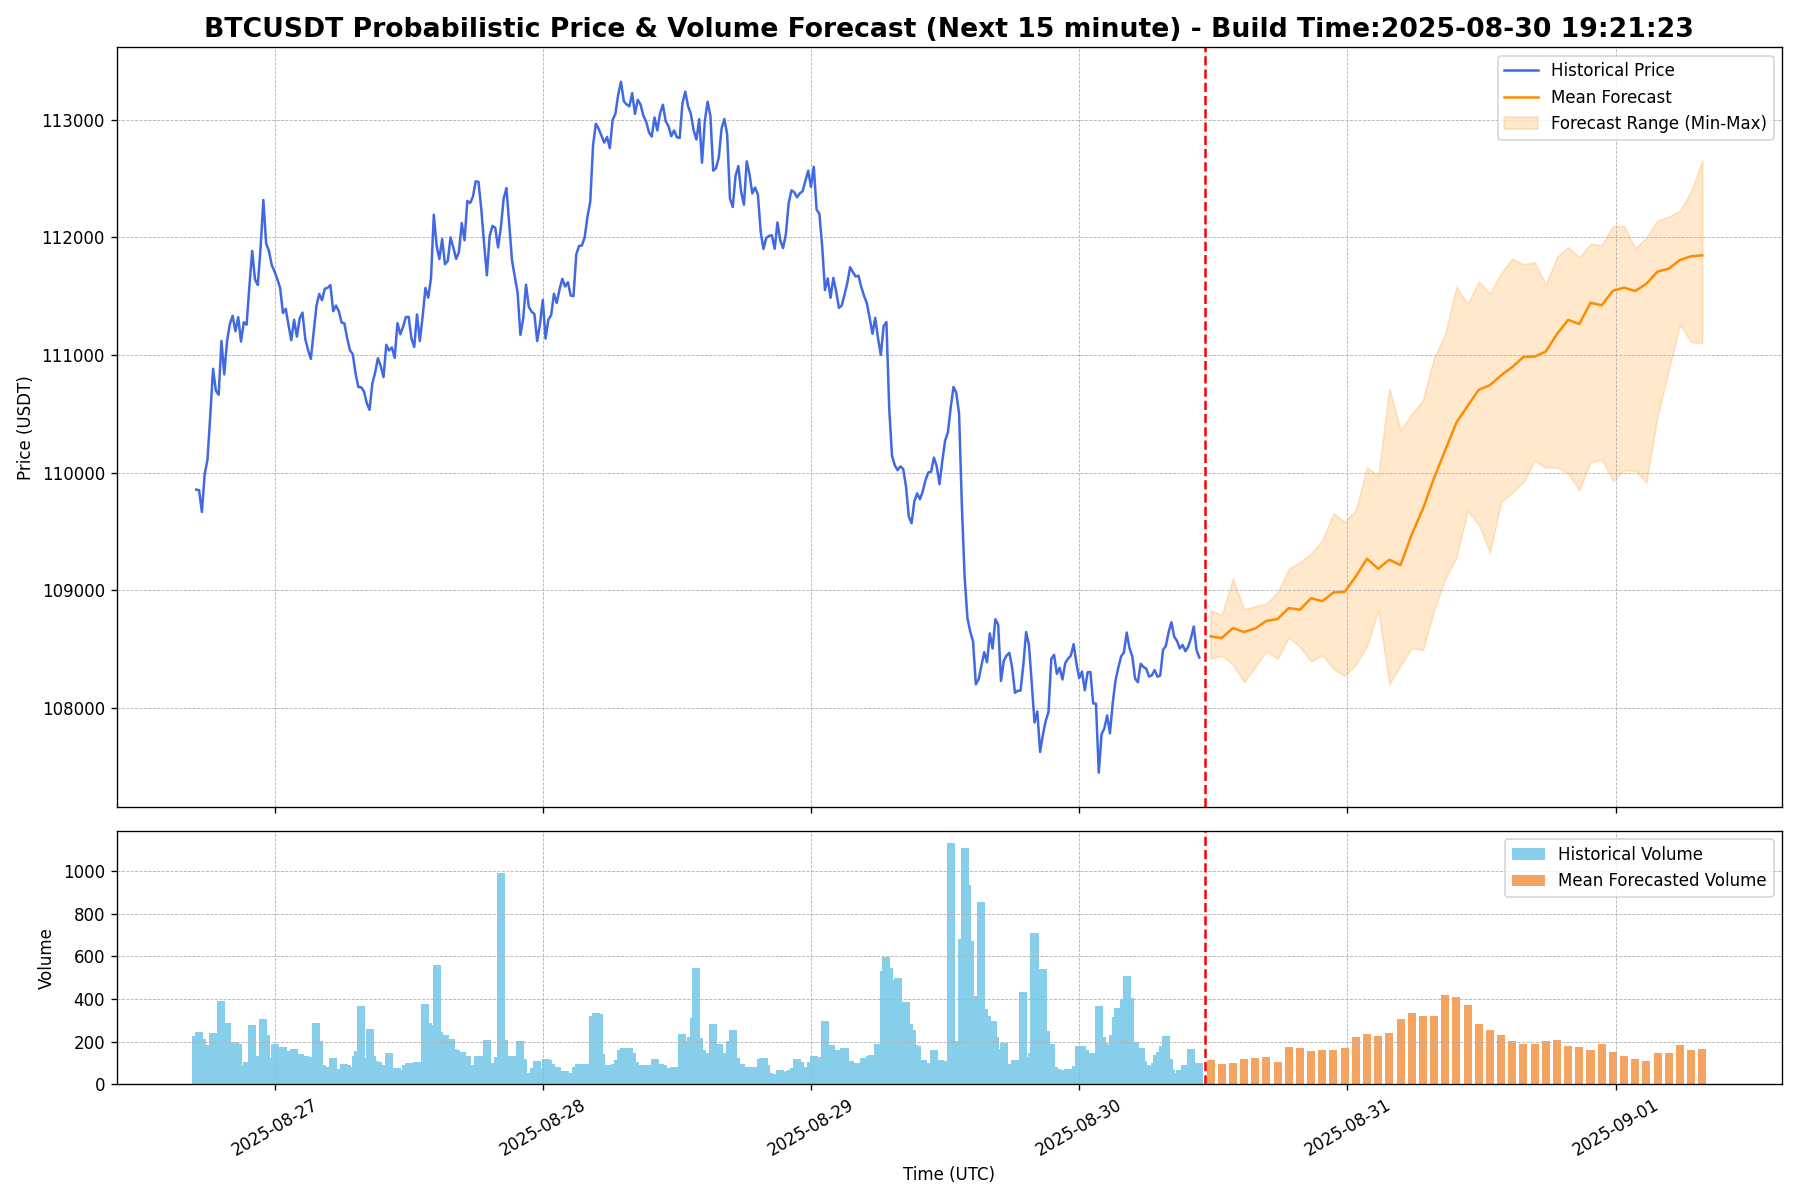 BTCUSDT Probabilistic Price & Volume Forecast (Next 15 minute) - Build Time:2025-08-30 19:21:23
Historical Price
Mean Forecast
Forecast Range (Min-Max)
Price (USDT)
113000
112000
111000
110000
109000
108000
Historical Volume
Mean Forecasted Volume
Volume
1000
800
600
400
200
0
2025-08-27
2025-08-28
2025-08-29
2025-08-30
2025-08-31
2025-09-01
Time (UTC)